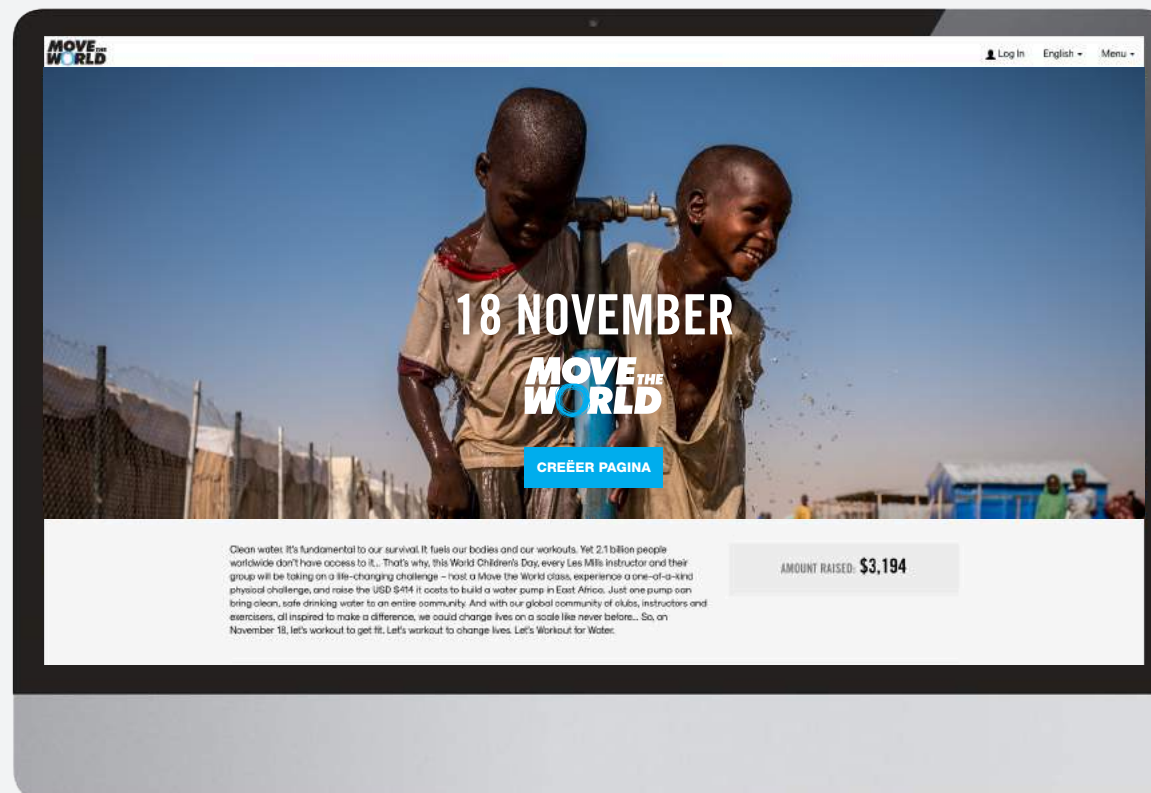 MOVE THE
WORLD
Log In English Menu
18 NOVEMBER
MOVE THE
WORLD
CREËER PAGINA
Clean water. It's fundamental to our survival. It fuels our bodies and our workouts. Yet 2.1 billion people
worldwide don't have access to it... That's why, this World Children's Day, every Les Mills instructor and their
group will be taking on a life-changing challenge – host a Move the World class, experience a one-of-a-kind
physical challenge, and raise the USD $414 it costs to build a water pump in East Africa. Just one pump can
bring clean, safe drinking water to an entire community. And with our global community of clubs, instructors and
exercisers, all inspired to make a difference, we could change lives on a scale like never before... So, on
November 18, let's workout to get fit. Let's workout to change lives. Let's Workout for Water.
AMOUNT RAISED: $3,194